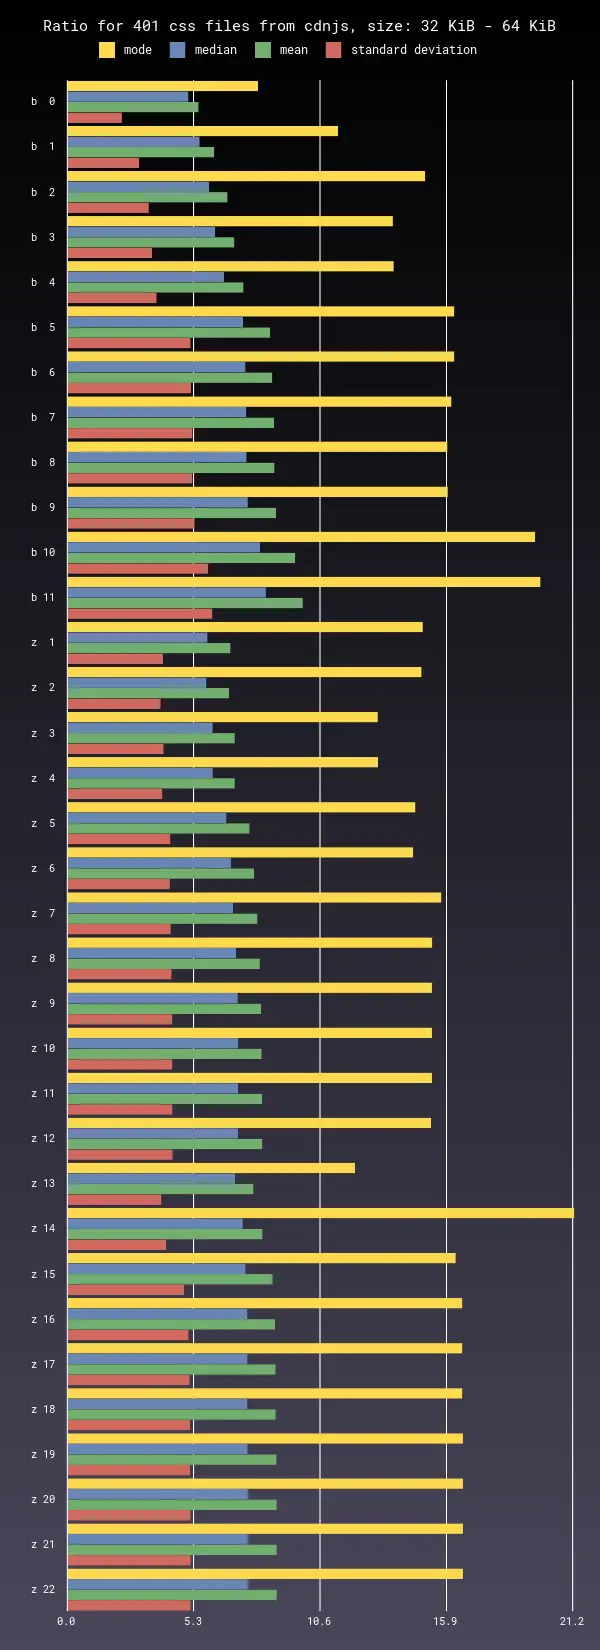 Ratio for 401 css files from cdnjs, size: 32 KiB - 64 KiB
mode median mean standard deviation
b 0
b 1
b 2
b 3
b 4
b 5
b 6
b 7
b 8
b 9
b 10
b 11
z 1
z 2
z 3
z 4
z 5
z 6
z 7
z 8
z 9
z 10
z 11
z 12
z 13
z 14
z 15
z 16
z 17
z 18
z 19
z 20
z 21
z 22
0.0 5.3 10.6 15.9 21.2